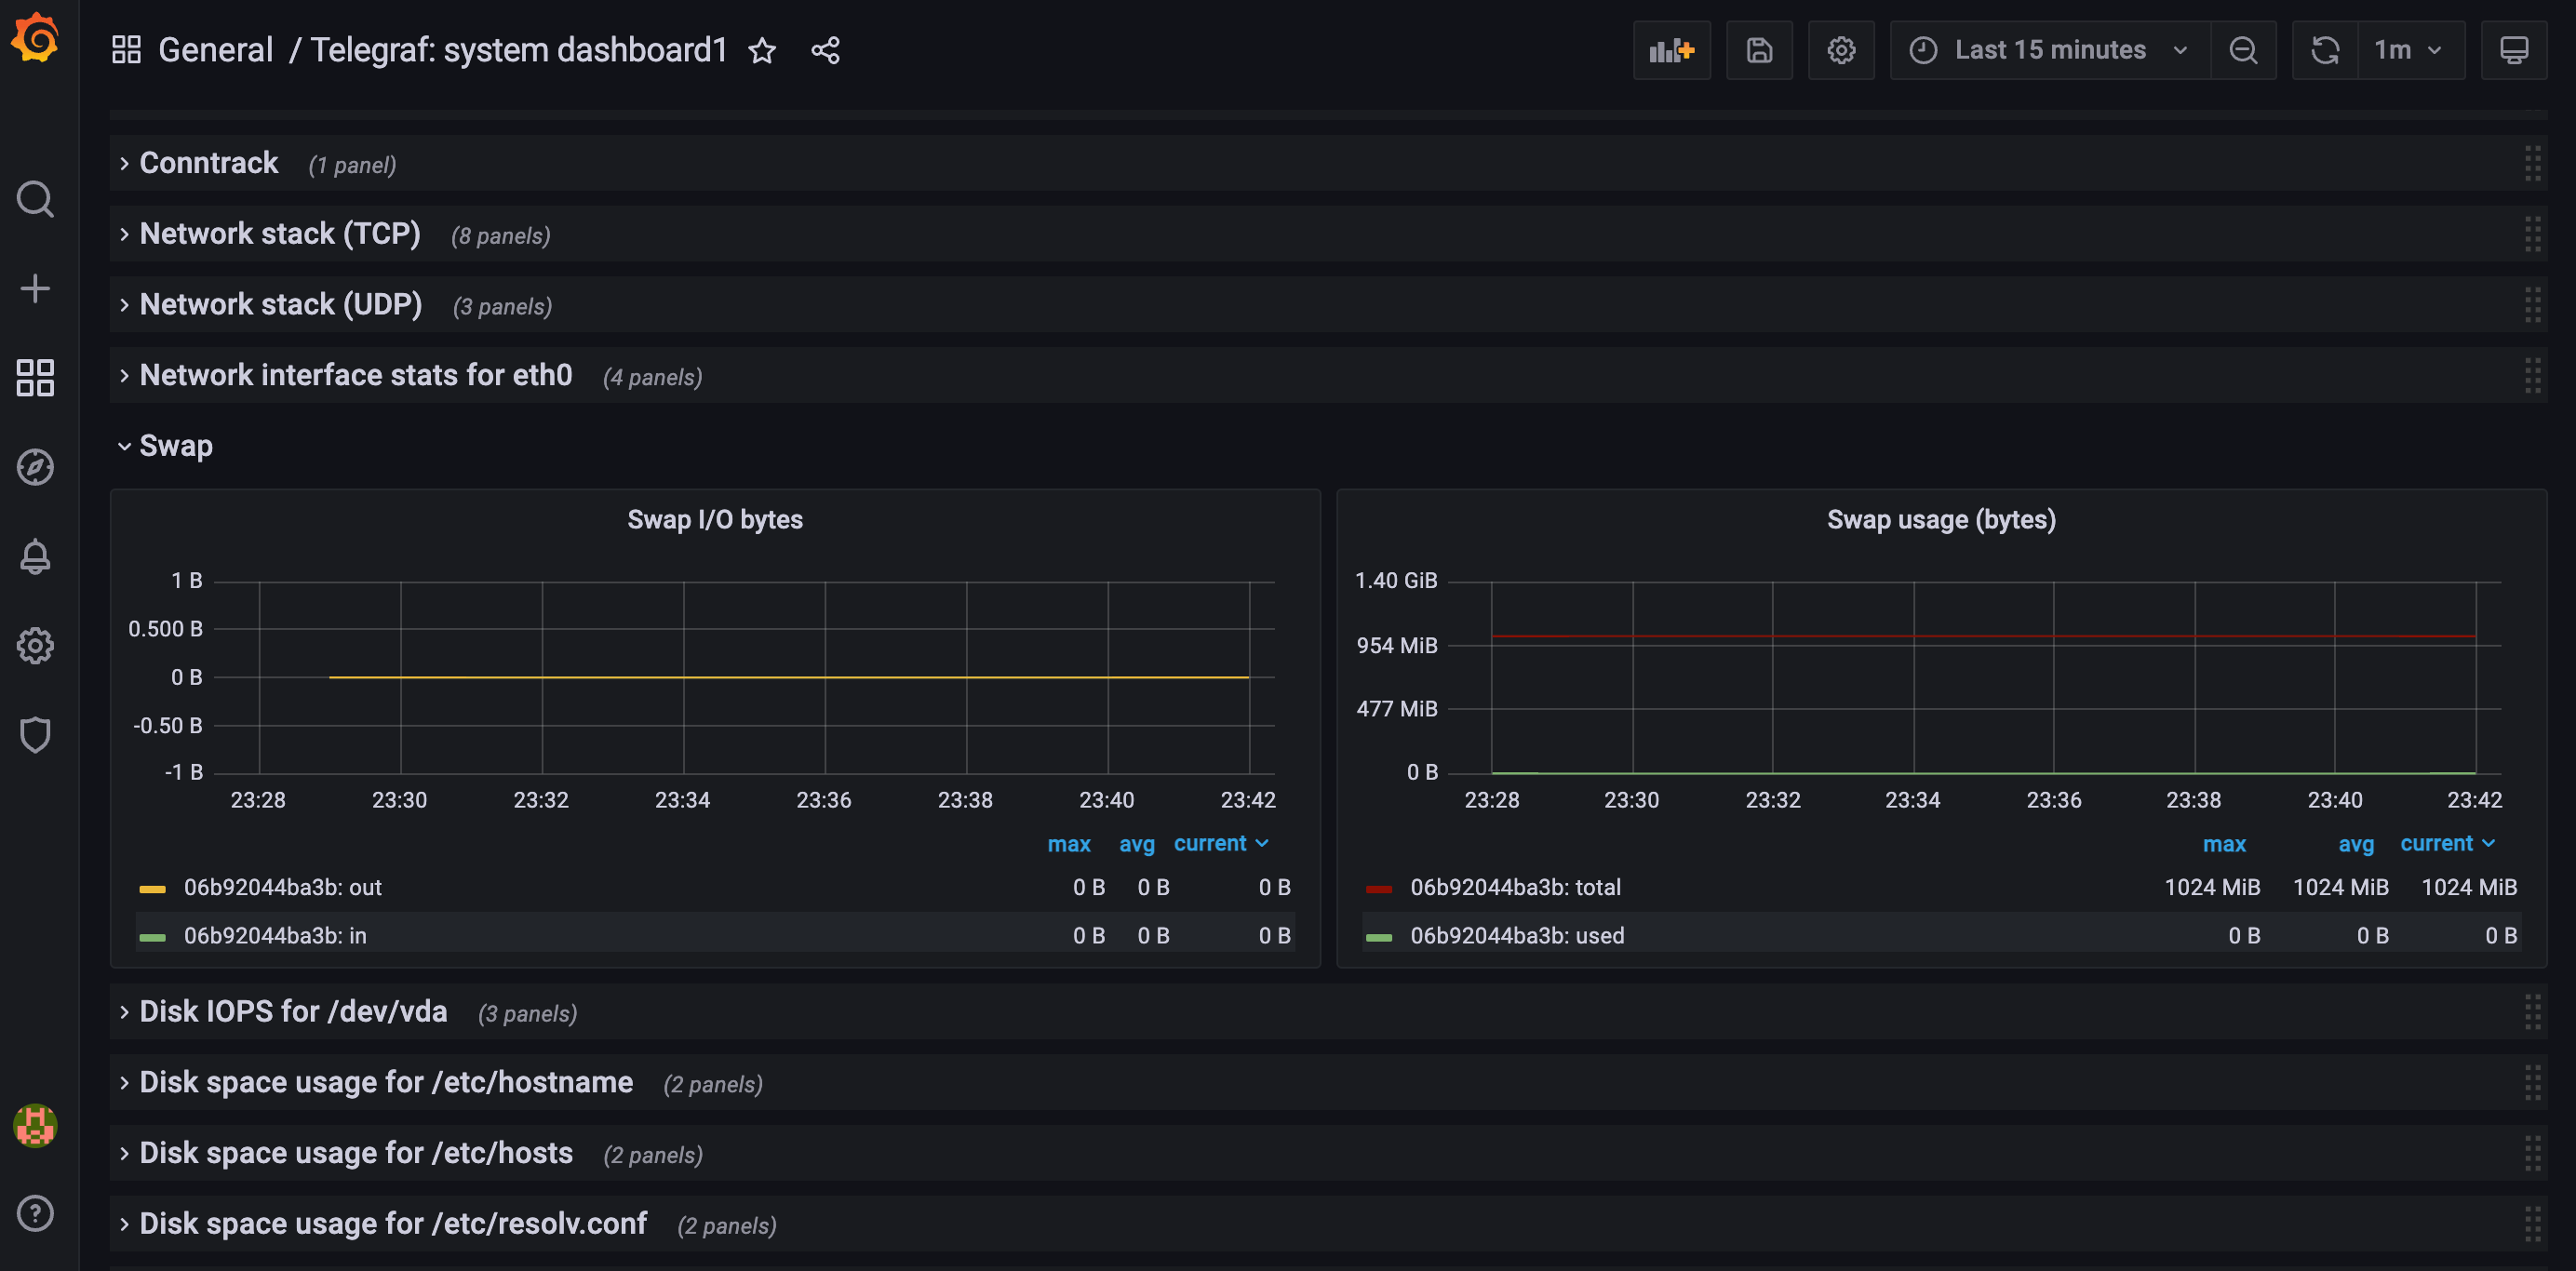 General / Telegraf: system dashboard1
Last 15 minutes
1m
Conntrack (1 panel)
Network stack (TCP) (8 panels)
Network stack (UDP) (3 panels)
Network interface stats for eth0 (4 panels)
Swap
Swap I/O bytes
1 B
0.500 B
0 B
-0.50 B
-1 B
23:28 23:30 23:32 23:34 23:36 23:38 23:40 23:42
max avg current
06b92044ba3b: out 0 B 0 B 0 B
06b92044ba3b: in 0 B 0 B 0 B
Swap usage (bytes)
1.40 GiB
954 MiB
477 MiB
0 B
23:28 23:30 23:32 23:34 23:36 23:38 23:40 23:42
max avg current
06b92044ba3b: total 1024 MiB 1024 MiB 1024 MiB
06b92044ba3b: used 0 B 0 B 0 B
Disk IOPS for /dev/vda (3 panels)
Disk space usage for /etc/hostname (2 panels)
Disk space usage for /etc/hosts (2 panels)
Disk space usage for /etc/resolv.conf (2 panels)